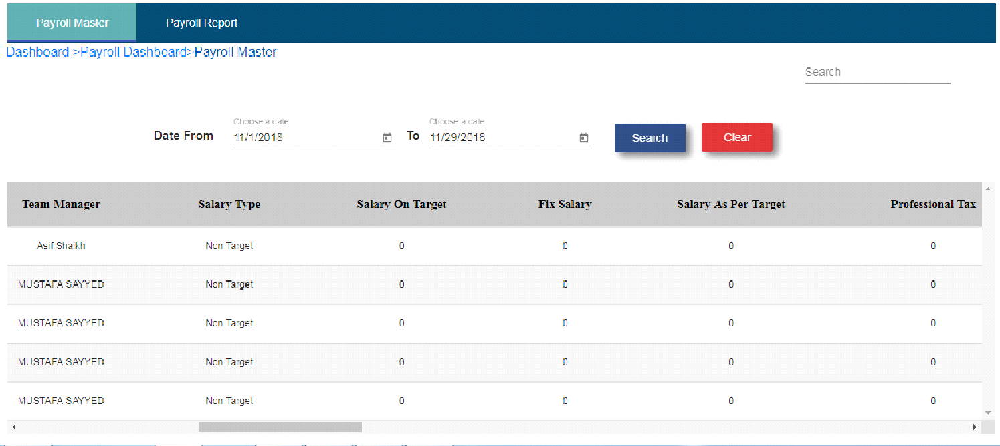 Payroll Master Payroll Report
Dashboard >Payroll Dashboard>Payroll Master
Search
Choose a date Choose a date
Date From 11/1/2018 To 11/29/2018 Search Clear
Team Manager Salary Type Salary On Target Fix Salary Salary As Per Target Professional Tax
Asif Shaikh Non Target 0 0 0 0
MUSTAFA SAYYED Non Target 0 0 0 0
MUSTAFA SAYYED Non Target 0 0 0 0
MUSTAFA SAYYED Non Target 0 0 0 0
MUSTAFA SAYYED Non Target 0 0 0 0